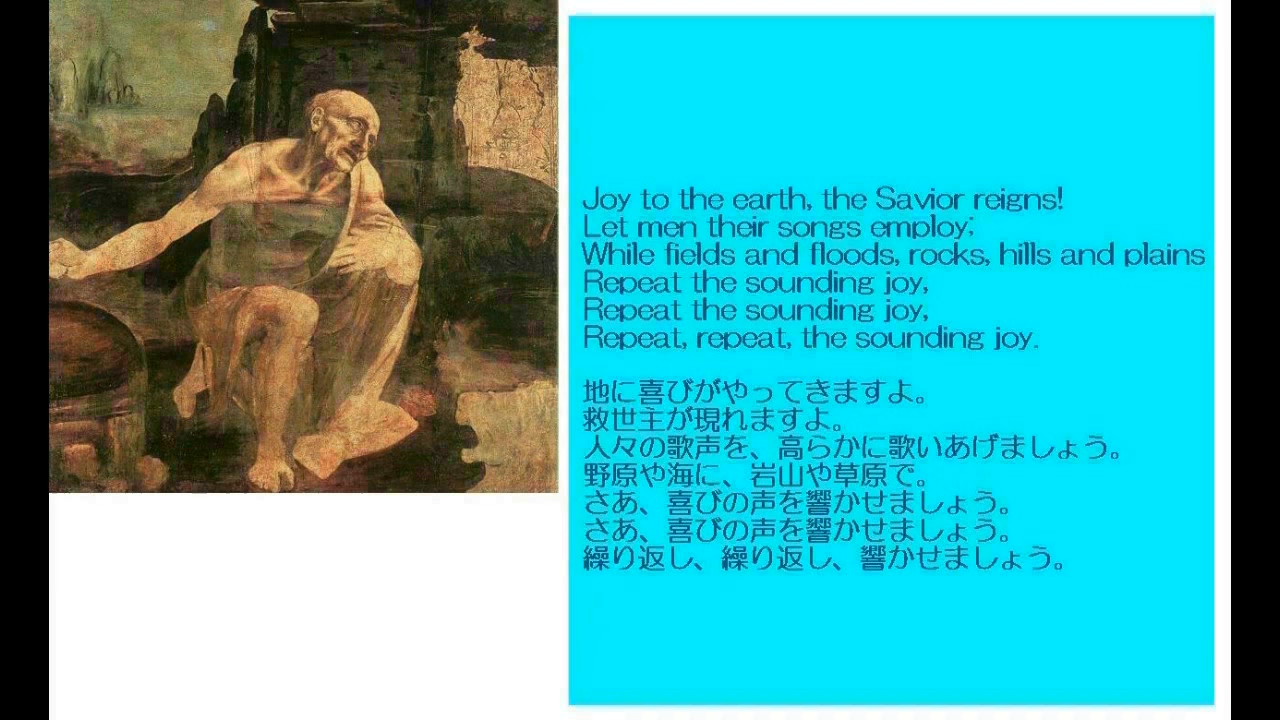 Joy to the earth, the Savior reigns!
Let men their songs employ;
While fields and floods, rocks, hills and plains
Repeat the sounding joy,
Repeat the sounding joy,
Repeat, repeat, the sounding joy.
地に喜びがやってきますよ。
救世主が現れますよ。
人々の歌声を、高らかに歌いあげましょう。
野原や海に、岩山や草原で。
さあ、喜びの声を響かせましょう。
さあ、喜びの声を響かせましょう。
繰り返し、繰り返し、響かせましょう。